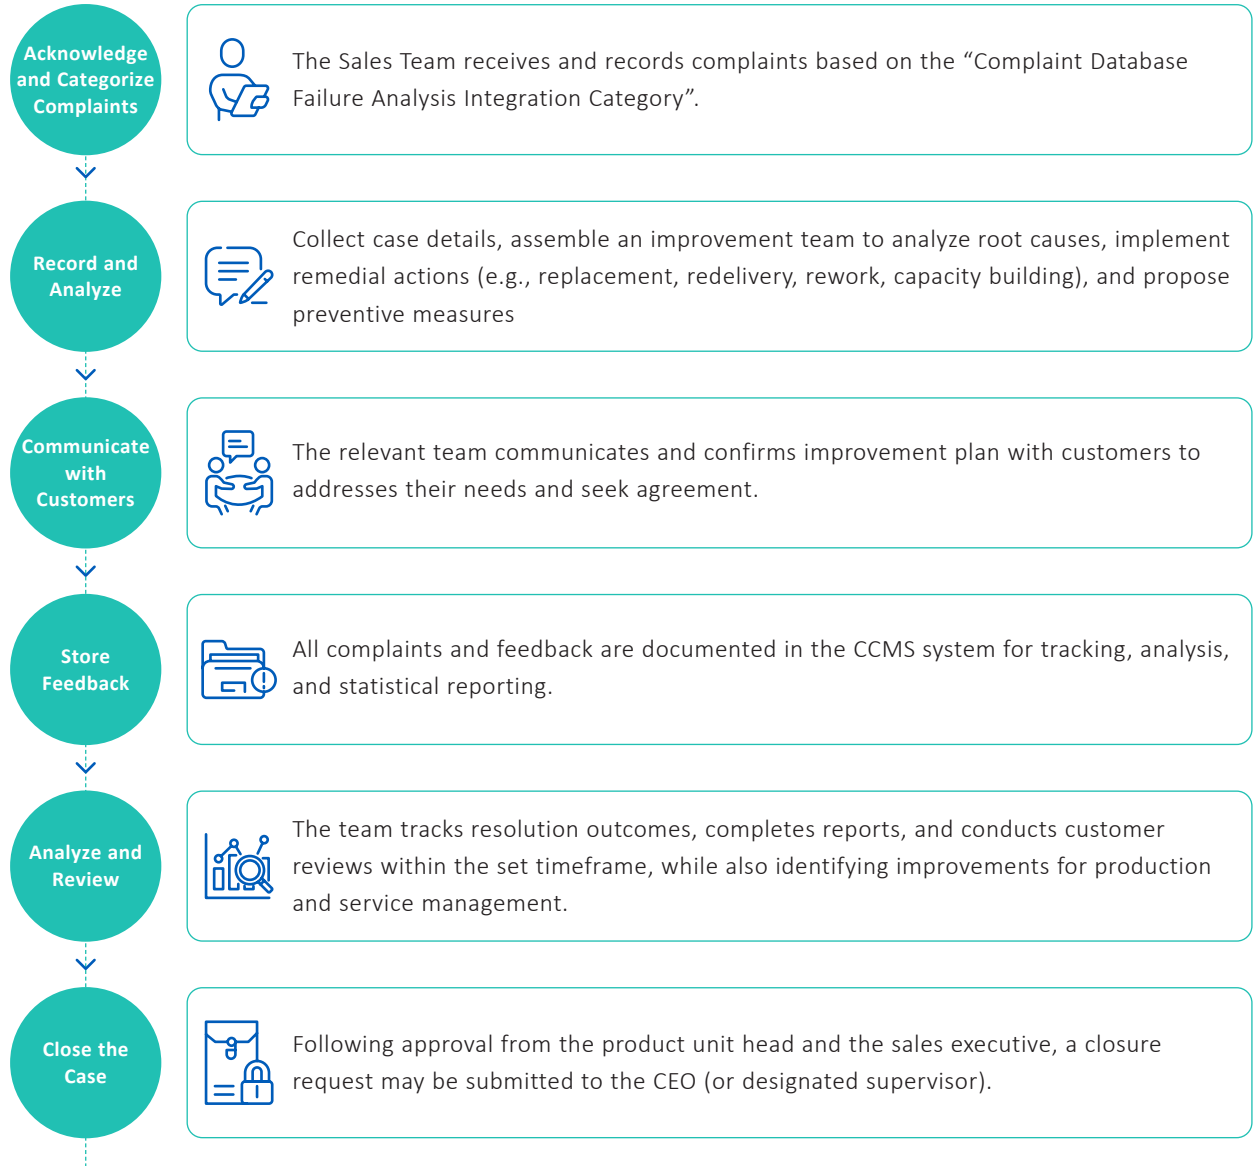 Acknowledge
and Categorize
Complaints
The Sales Team receives and records complaints based on the “Complaint Database
Failure Analysis Integration Category”.
Record and
Analyze
Collect case details, assemble an improvement team to analyze root causes, implement
remedial actions (e.g., replacement, redelivery, rework, capacity building), and propose
preventive measures
Communicate
with
Customers
The relevant team communicates and confirms improvement plan with customers to
addresses their needs and seek agreement.
Store
Feedback
All complaints and feedback are documented in the CCMS system for tracking, analysis,
and statistical reporting.
Analyze and
Review
The team tracks resolution outcomes, completes reports, and conducts customer
reviews within the set timeframe, while also identifying improvements for production
and service management.
Close the
Case
Following approval from the product unit head and the sales executive, a closure
request may be submitted to the CEO (or designated supervisor).